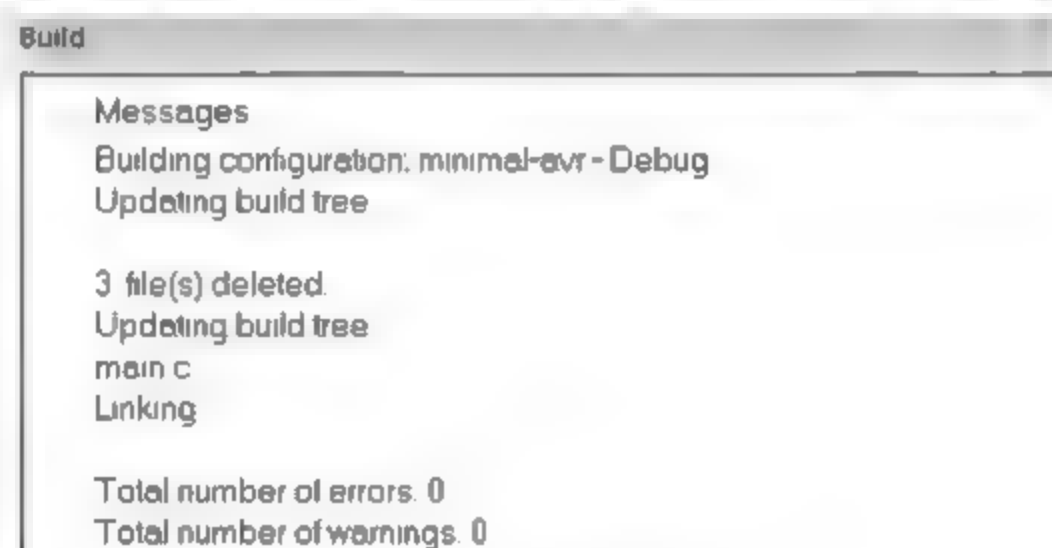 Build
Messages
Building configuration: minimal-avr - Debug
Updating build tree
3 file(s) deleted.
Updating build tree
main.c
Linking
Total number of errors: 0
Total number of warnings: 0